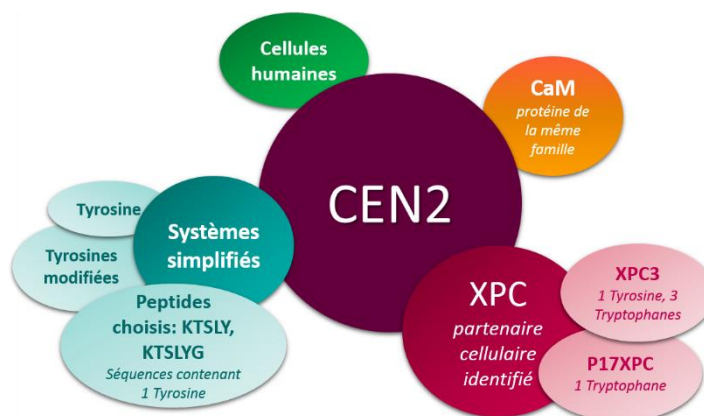 Cellules
humaines
CaM
protéine de
la même
famille
CEN2
Tyrosine
Systèmes
simplifiés
Tyrosines
modifiées
Peptides
choisis: KTSLY,
KTSLYG
Séquences contenant
1 Tyrosine
XPC
partenaire
cellulaire
identifié
XPC3
1 Tyrosine, 3
Tryptophanes
P17XPC
1 Tryptophane